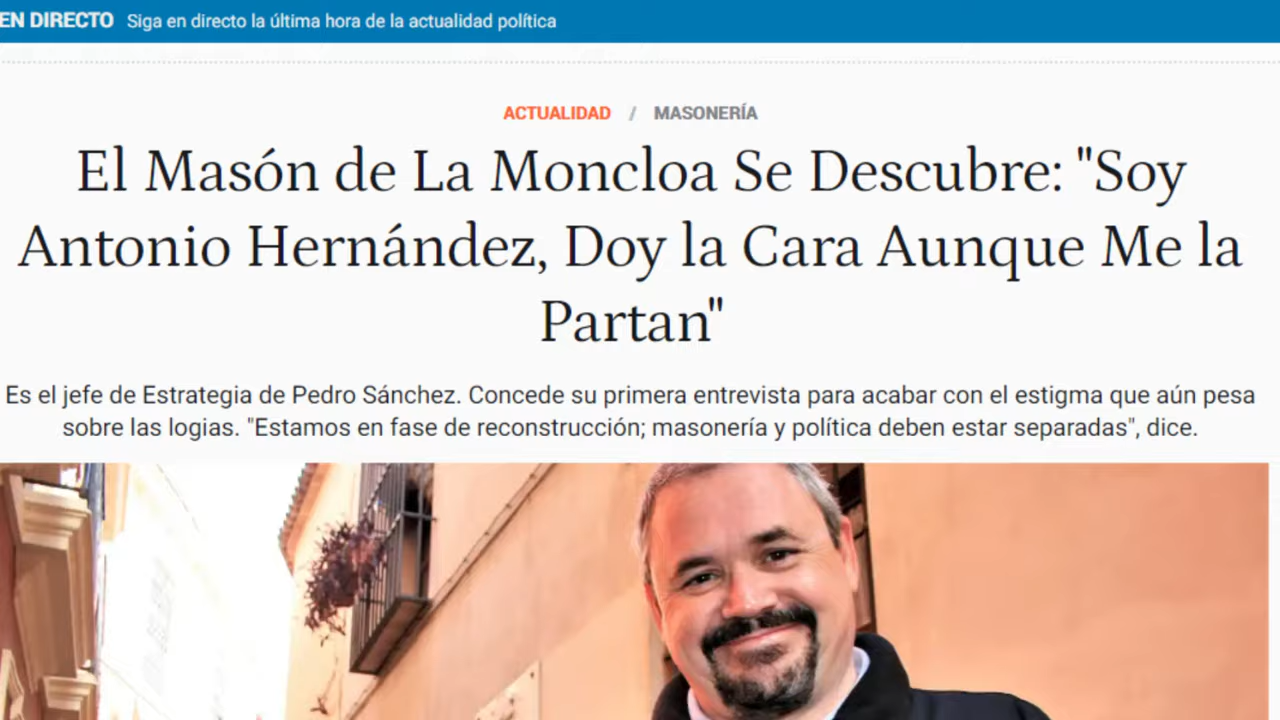 EN DIRECTO Siga en directo la última hora de la actualidad política
ACTUALIDAD / MASONERÍA
El Masón de La Moncloa Se Descubre: "Soy
Antonio Hernández, Doy la Cara Aunque Me la
Partan"
Es el jefe de Estrategia de Pedro Sánchez. Concede su primera entrevista para acabar con el estigma que aún pesa
sobre las logias. "Estamos en fase de reconstrucción; masonería y política deben estar separadas", dice.